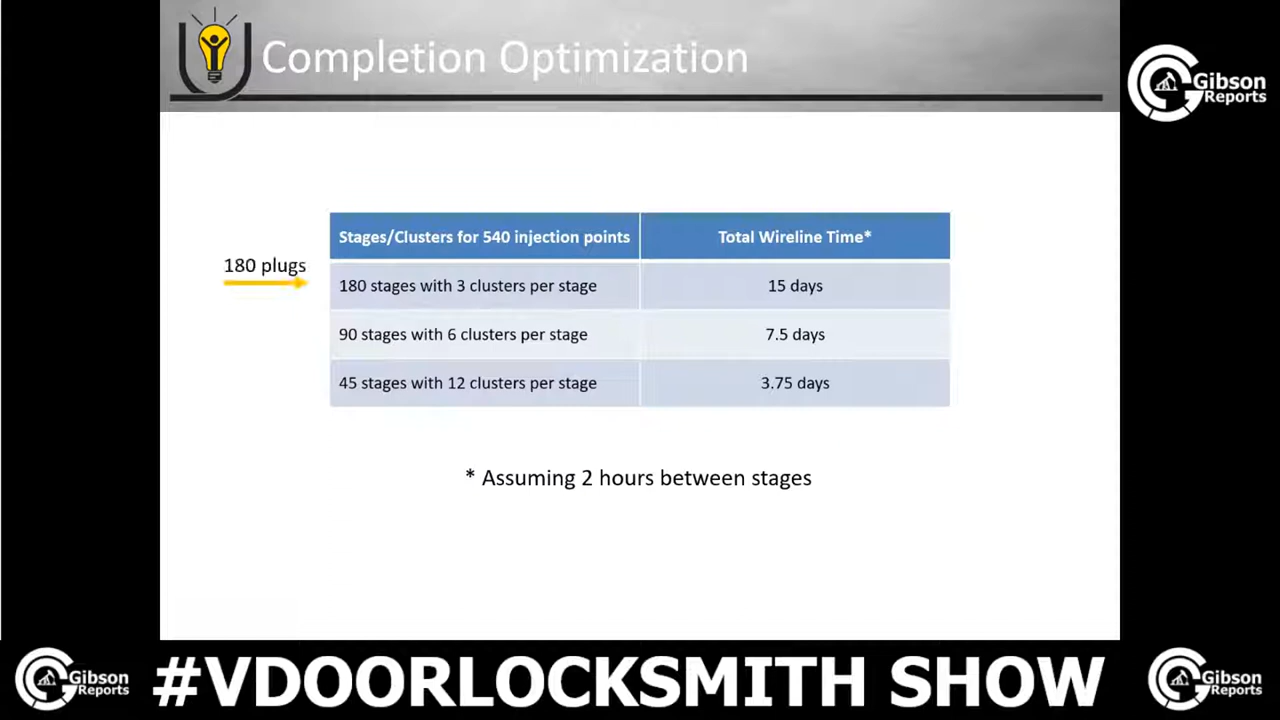 Completion Optimization
Gibson
Reports
Stages/Clusters for 540 injection points
Total Wireline Time*
180 plugs
180 stages with 3 clusters per stage
15 days
90 stages with 6 clusters per stage
7.5 days
45 stages with 12 clusters per stage
3.75 days
* Assuming 2 hours between stages
Gibson
Reports
#VDOORLOCKSMITH SHOW
Gibson
Reports